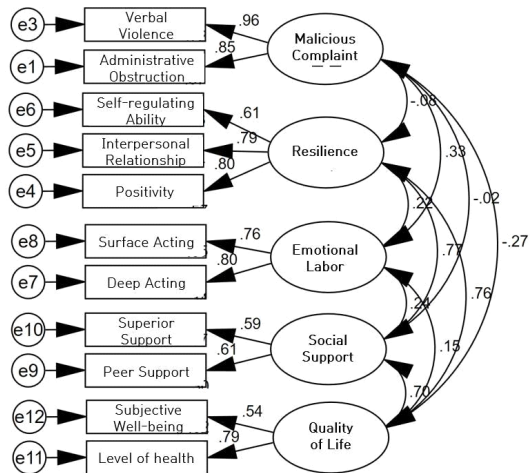 e3
Verbal
Violence
.96
Malicious
Complaint
e1
Administrative
Obstruction
.85
-.08
e6
Self-regulating
Ability
.61
e5
Interpersonal
Relationship
.79
Resilience
.33
e4
Positivity
.80
.22
-.02
-.27
e8
Surface Acting
.76
Emotional
Labor
.77
e7
Deep Acting
.80
.24
.76
e10
Superior
Support
.59
Social
Support
.15
e9
Peer Support
.61
.70
e12
Subjective
Well-being
.54
Quality
of Life
e11
Level of health
.79